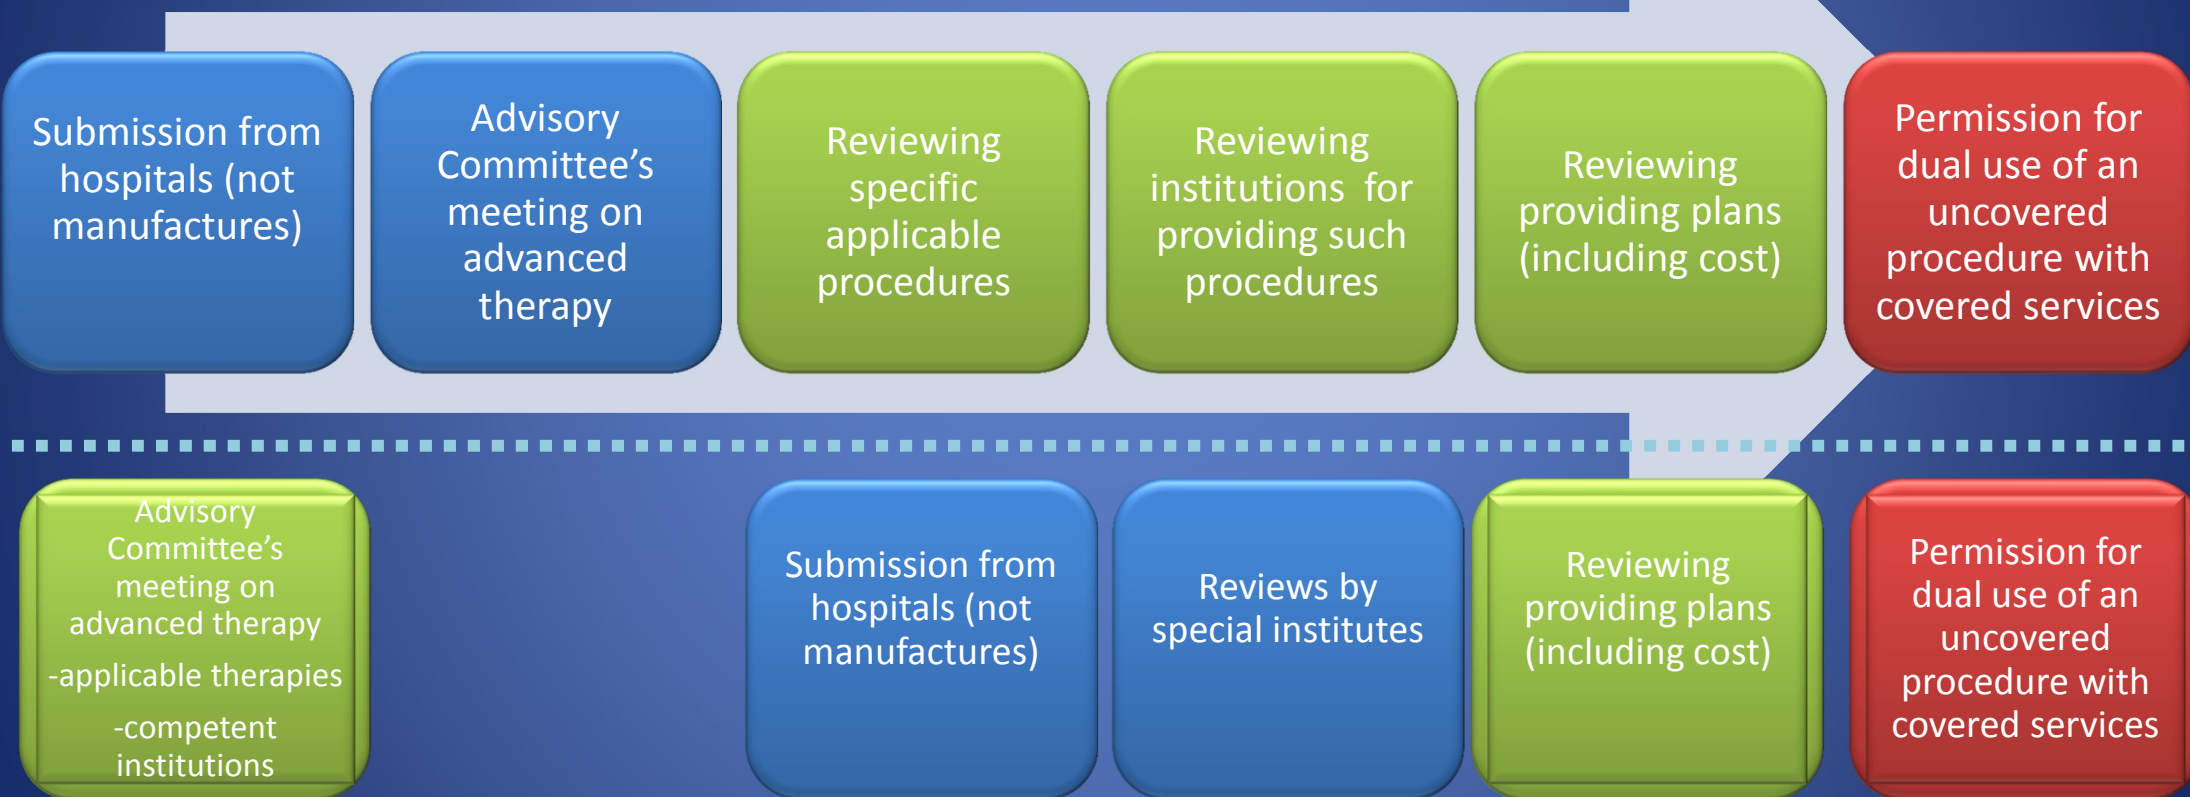 Submission from
hospitals (not
manufactures)
Advisory
Committee’s
meeting on
advanced
therapy
Reviewing
specific
applicable
procedures
Reviewing
institutions for
providing such
procedures
Reviewing
providing plans
(including cost)
Permission for
dual use of an
uncovered
procedure with
covered services
Advisory
Committee’s
meeting on
advanced therapy
-applicable therapies
-competent
institutions
Submission from
hospitals (not
manufactures)
Reviews by
special institutes
Reviewing
providing plans
(including cost)
Permission for
dual use of an
uncovered
procedure with
covered services